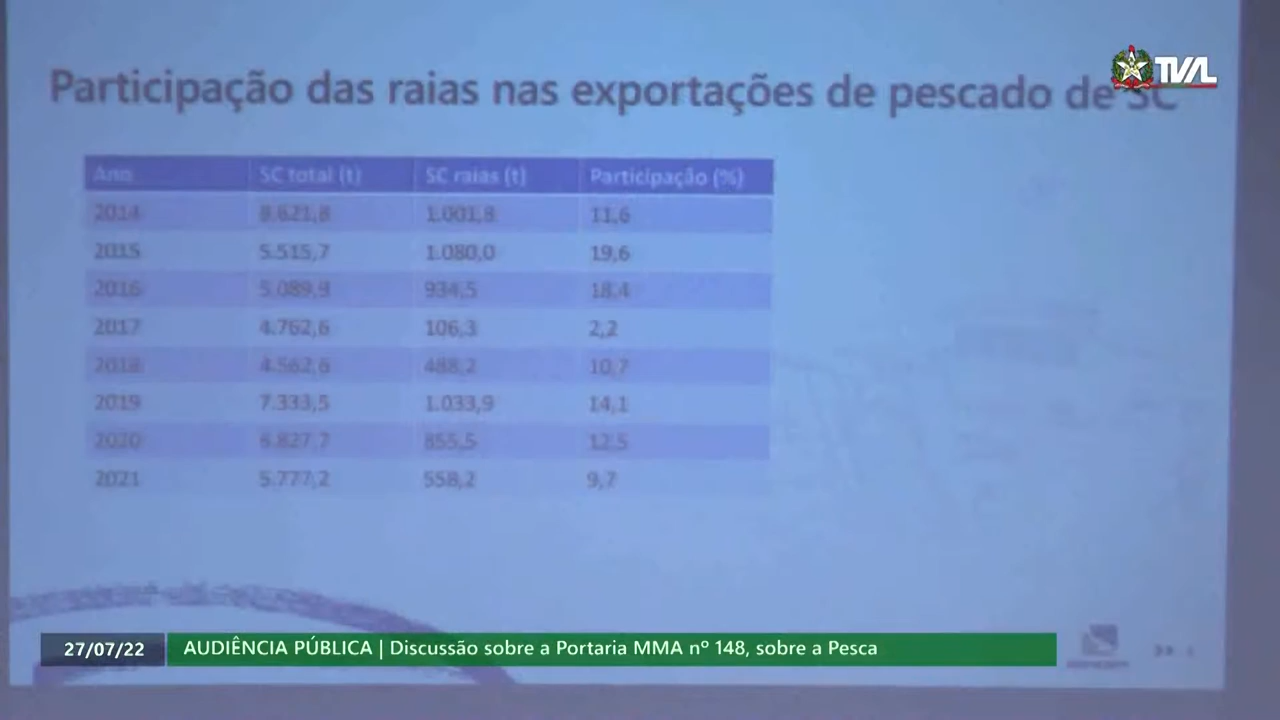 TVAL
Participação das raias nas exportações de pescado de SC
Ano SC total (t) SC raias (t) Participação (%)
2014 8.621,8 1.001,8 11,6
2015 5.515,7 1.080,0 19,6
2016 5.089,9 934,5 18,4
2017 4.762,6 106,3 2,2
2018 4.562,6 488,2 10,7
2019 7.333,5 1.033,9 14,1
2020 6.827,7 855,5 12,5
2021 5.777,2 558,2 9,7
27/07/22 AUDIÊNCIA PÚBLICA | Discussão sobre a Portaria MMA nº 148, sobre a Pesca